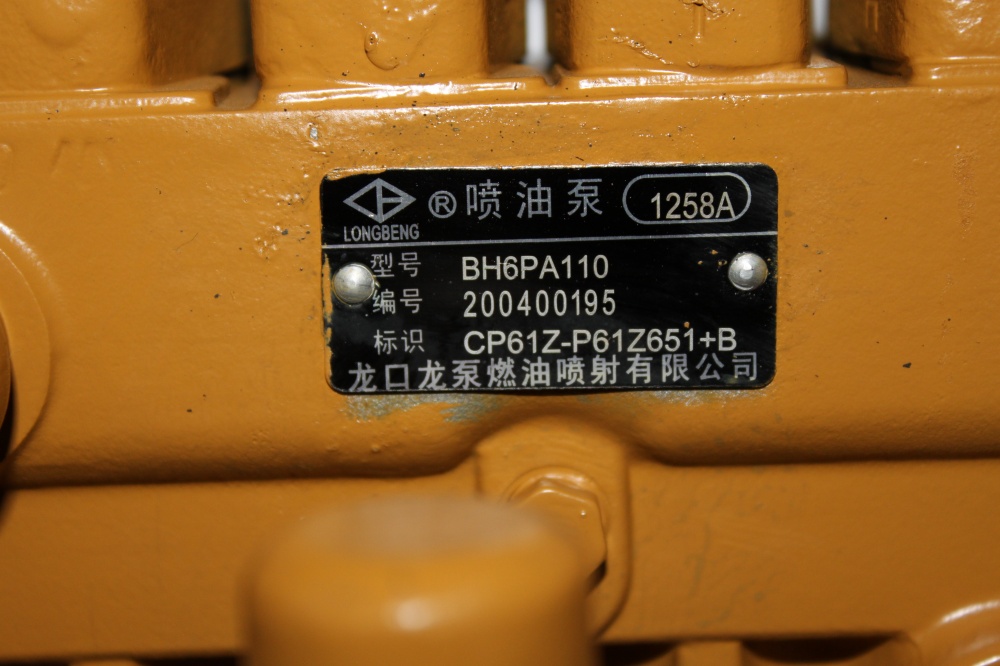 ® 喷油泵 1258A
LONGBENG
型号 BH6PA110
编号 200400195
标识 CP61Z-P61Z651+B
龙口龙泵燃油喷射有限公司